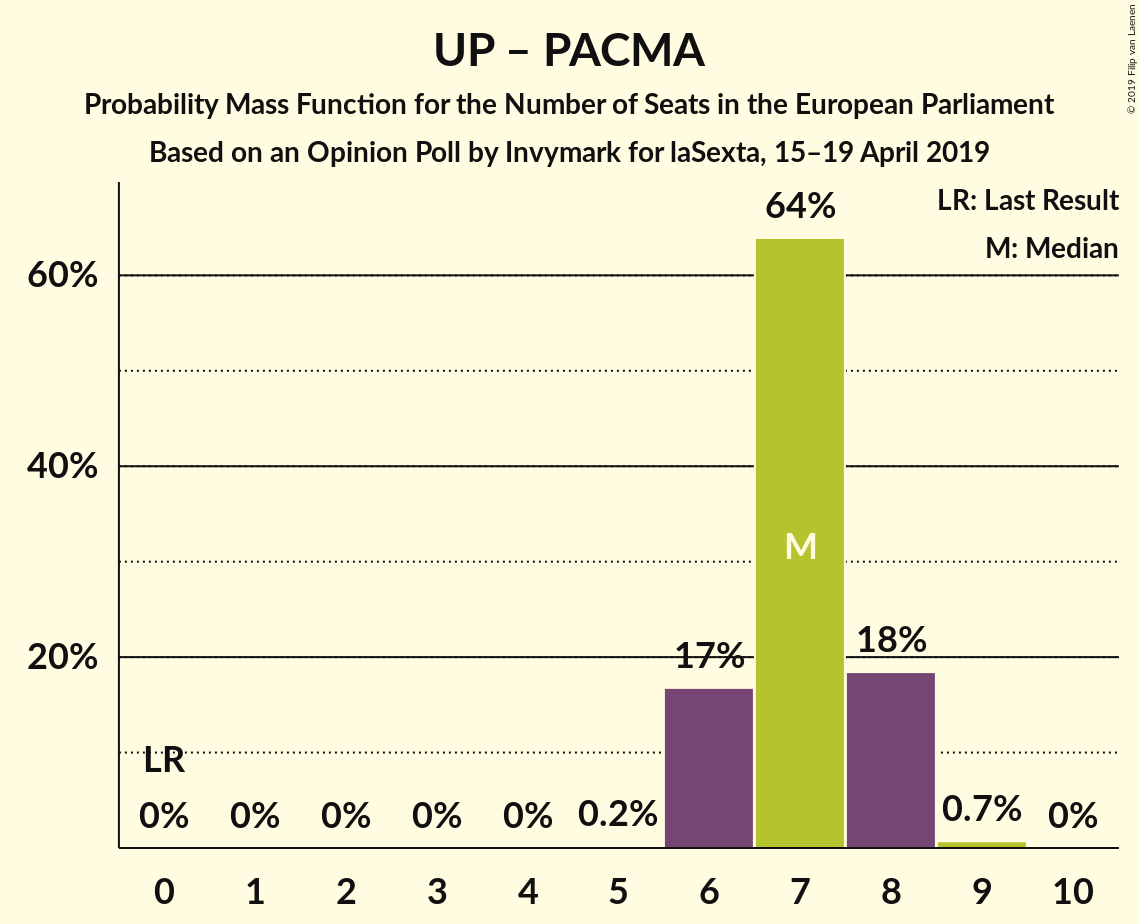 UP – PACMA
Probability Mass Function for the Number of Seats in the European Parliament
Based on an Opinion Poll by Invymark for laSexta, 15–19 April 2019
© 2019 Filip van Laenen
LR: Last Result
M: Median
64%
60%
40%
M
20%
17%
18%
LR
0%
0%
0%
0%
0%
0.2%
0.7%
0%
0 1 2 3 4 5 6 7 8 9 10